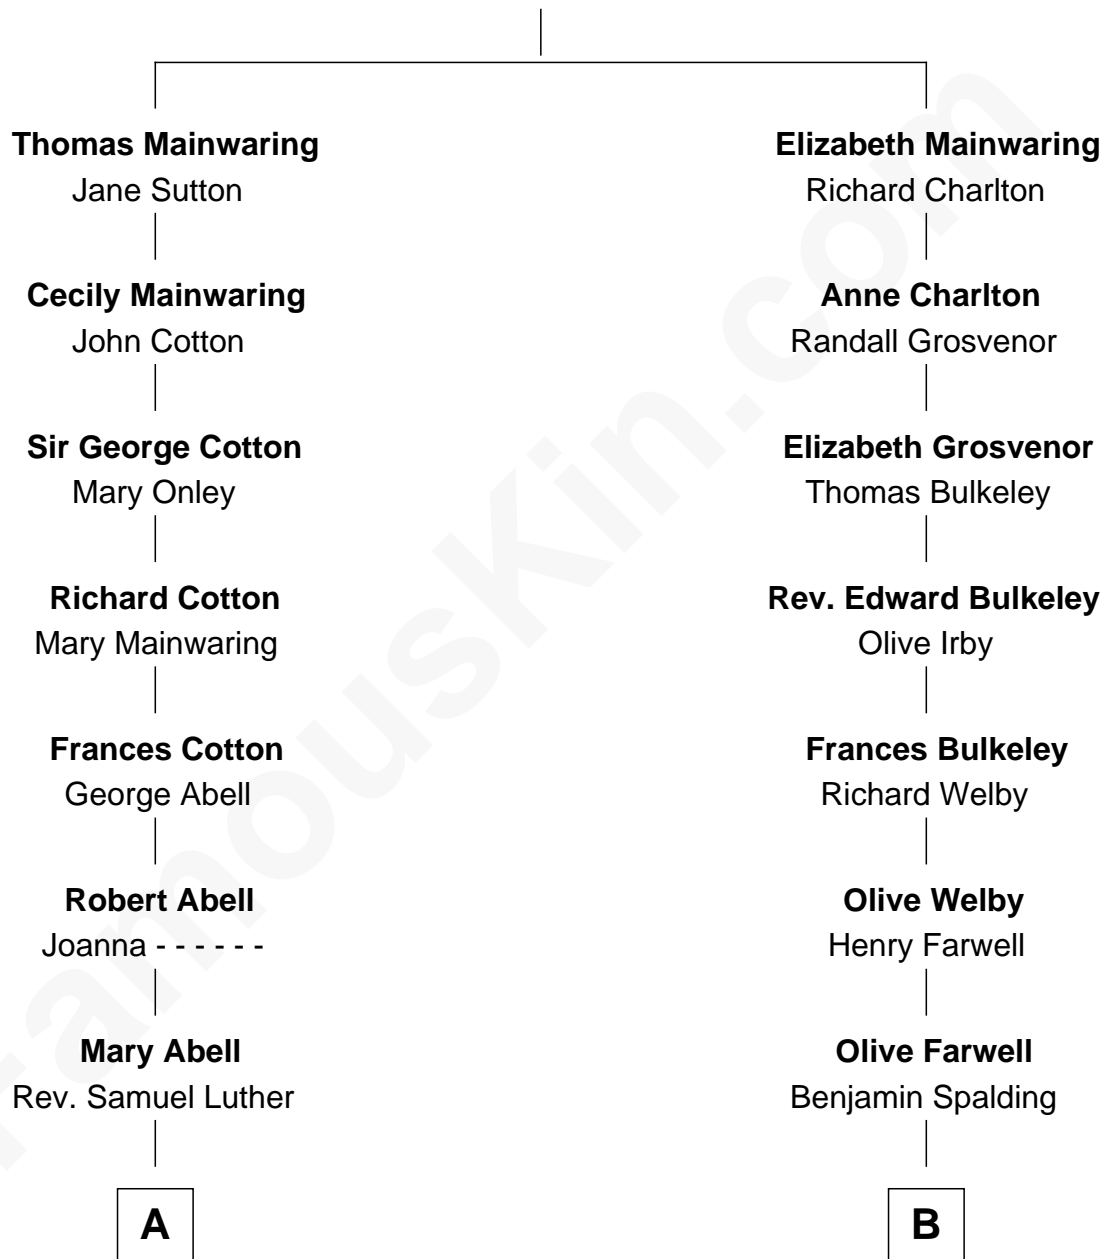 Thomas Mainwaring
Jane Sutton
Cecily Mainwaring
John Cotton
Sir George Cotton
Mary Onley
Richard Cotton
Mary Mainwaring
Frances Cotton
George Abell
Robert Abell
Joanna - - - - - -
Mary Abell
Rev. Samuel Luther
A
Elizabeth Mainwaring
Richard Charlton
Anne Charlton
Randall Grosvenor
Elizabeth Grosvenor
Thomas Bulkeley
Rev. Edward Bulkeley
Olive Irby
Frances Bulkeley
Richard Welby
Olive Welby
Henry Farwell
Olive Farwell
Benjamin Spalding
B
FamousKin.com